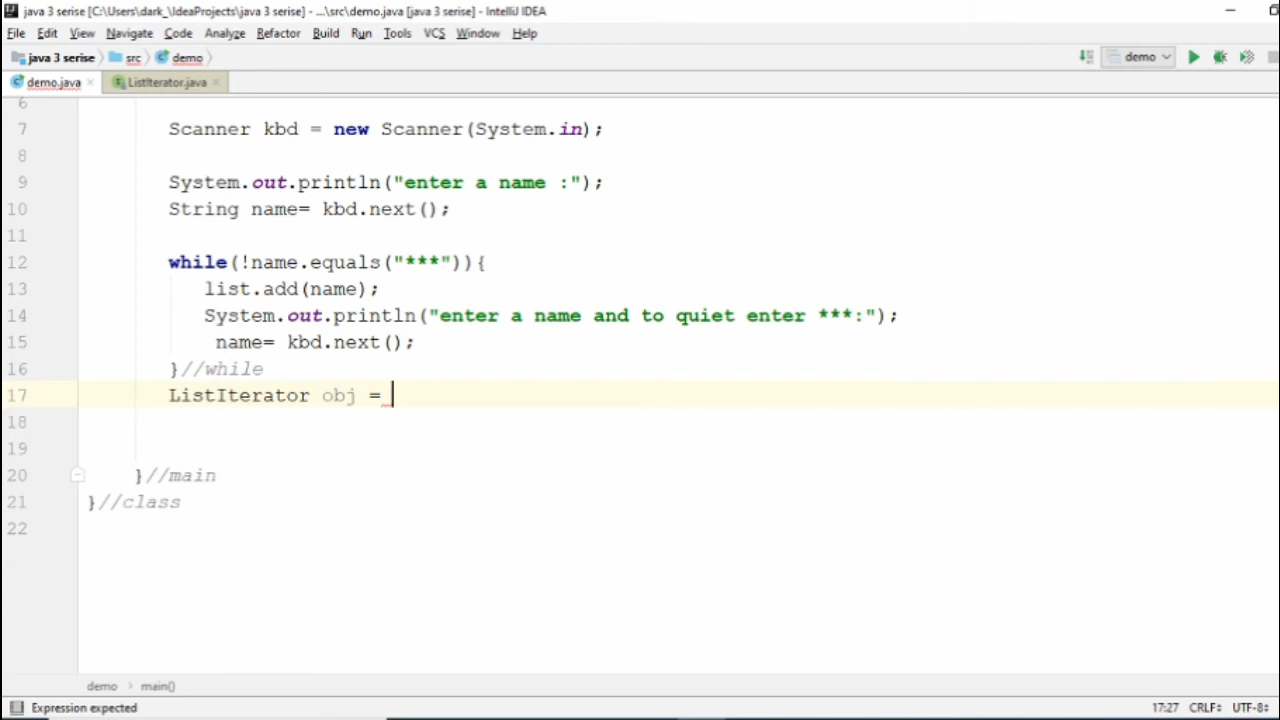 java 3 serise [C:\Users\dark_\IdeaProjects\java 3 serise] - ...\src\demo.java [java 3 serise] - IntelliJ IDEA
File Edit View Navigate Code Analyze Refactor Build Run Tools VCS Window Help
java 3 serise src demo demo
demo.java ListIterator.java
6
7 Scanner kbd = new Scanner(System.in);
8
9 System.out.println("enter a name :");
10 String name= kbd.next();
11
12 while(!name.equals("***")){
13 list.add(name);
14 System.out.println("enter a name and to quiet enter ***:");
15 name= kbd.next();
16 }//while
17 ListIterator obj =
18
19
20 }//main
21 }//class
22
demo main()
Expression expected 17:27 CRLF UTF-8